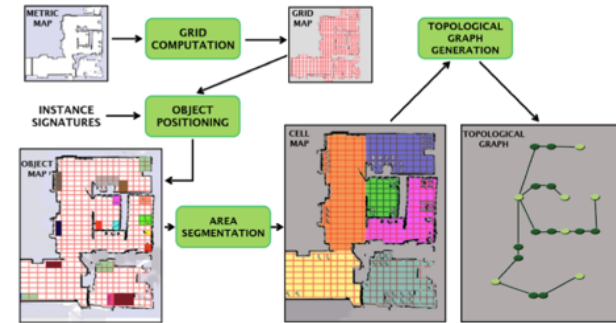 METRIC
MAP
GRID
COMPUTATION
GRID
MAP
TOPOLOGICAL
GRAPH
GENERATION
INSTANCE
SIGNATURES
OBJECT
POSITIONING
OBJECT
MAP
AREA
SEGMENTATION
CELL
MAP
TOPOLOGICAL
GRAPH